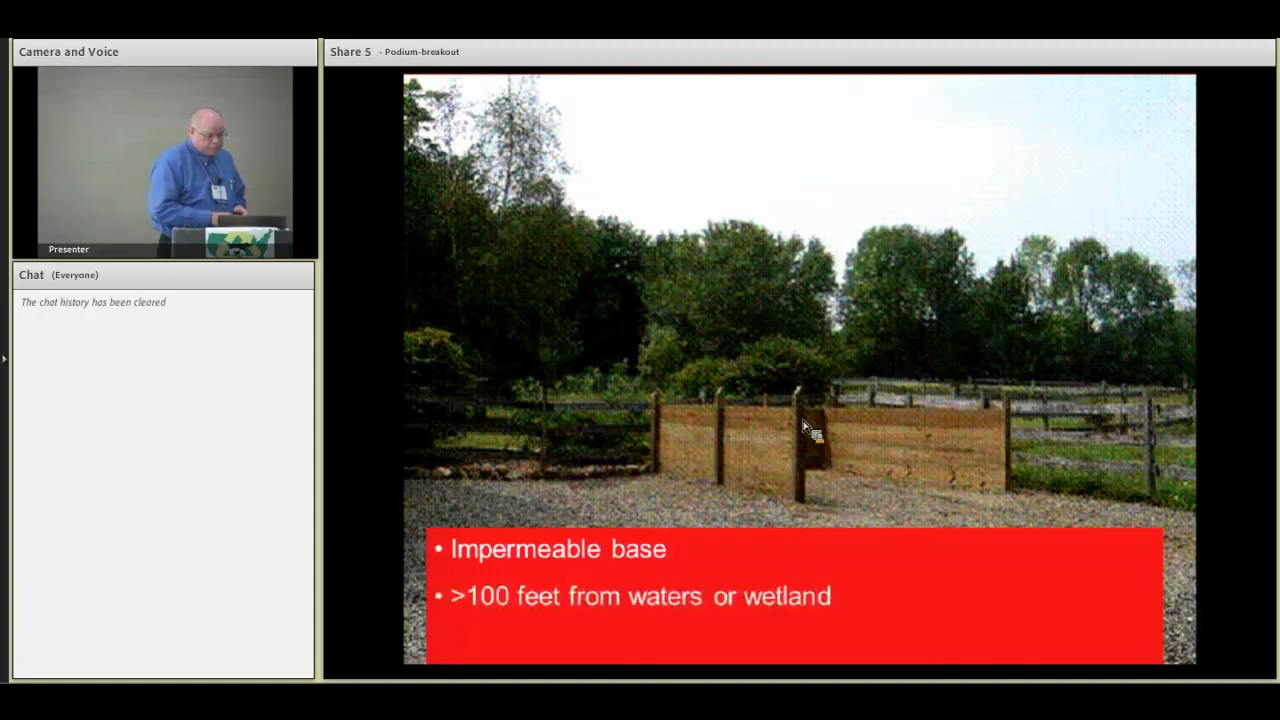 Camera and Voice
Presenter
Chat (Everyone)
The chat history has been cleared
Share 5 - Podium-breakout
• Impermeable base
• >100 feet from waters or wetland